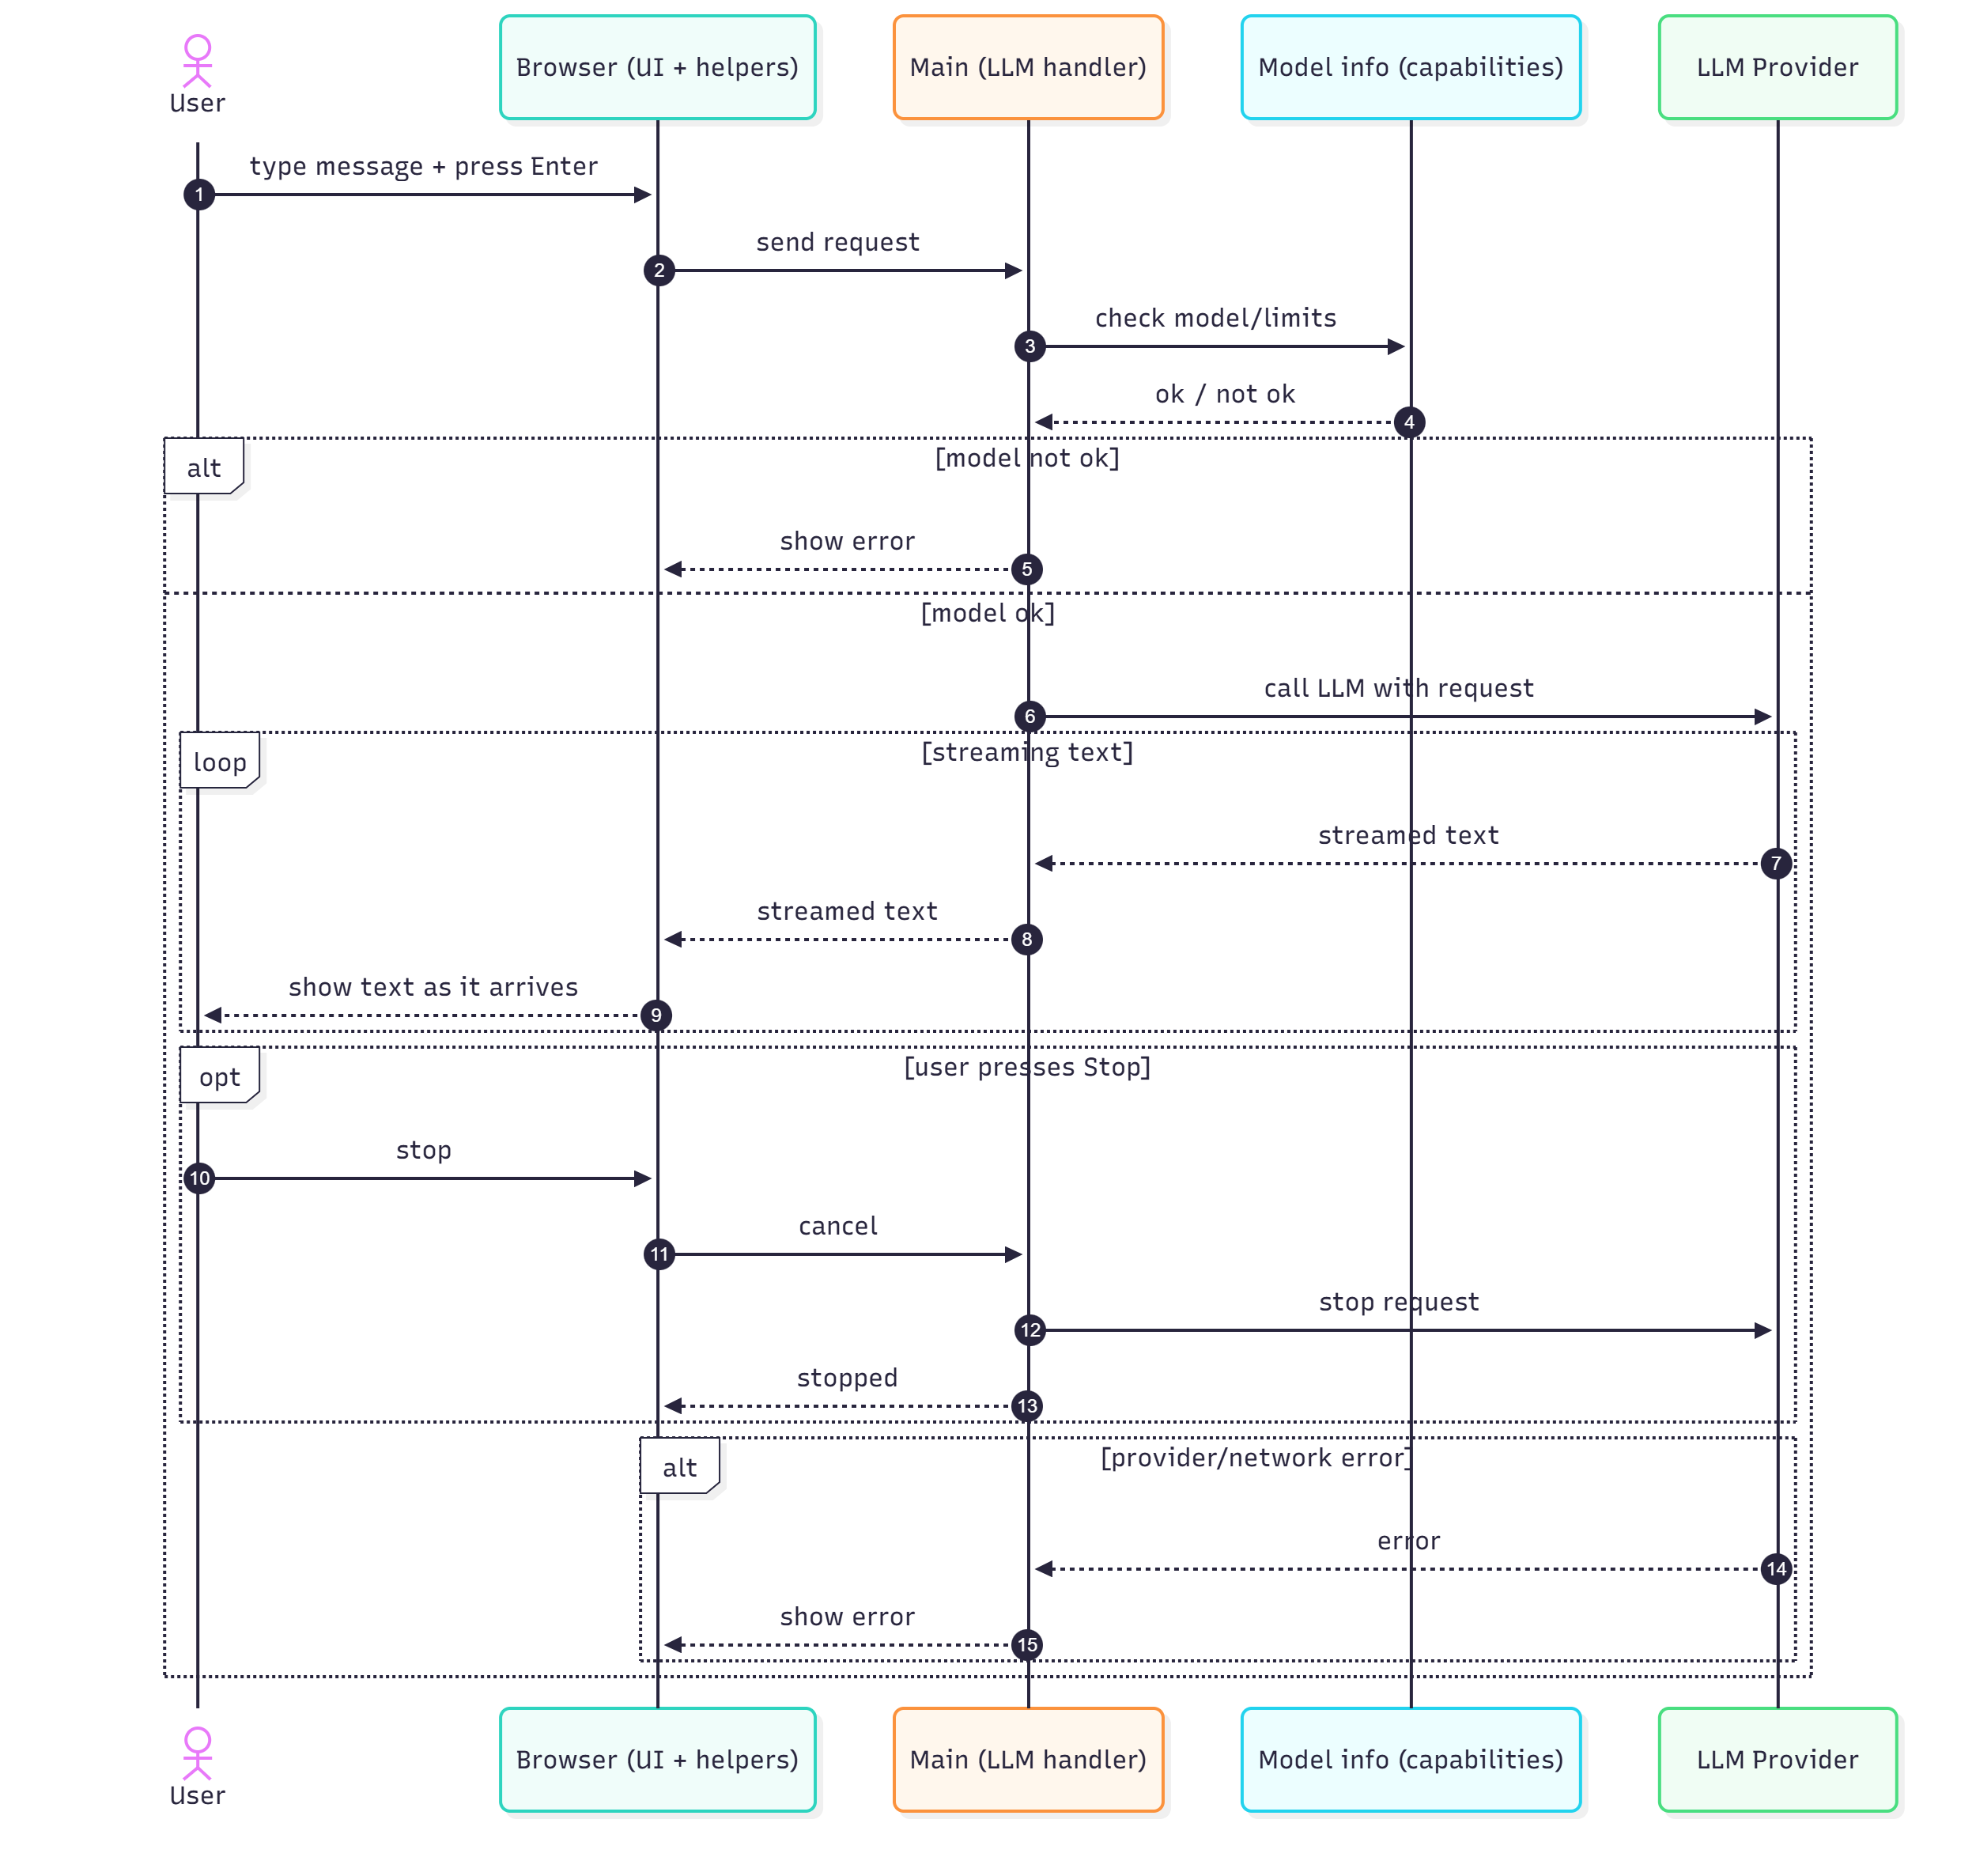 User
Browser (UI + helpers)
Main (LLM handler)
Model info (capabilities)
LLM Provider
type message + press Enter
1
send request
2
check model/limits
3
ok / not ok
4
alt
[model not ok]
show error
5
[model ok]
call LLM with request
6
loop
[streaming text]
streamed text
7
streamed text
8
show text as it arrives
9
opt
[user presses Stop]
stop
10
cancel
11
stop request
12
stopped
13
alt
[provider/network error]
error
14
show error
15
User
Browser (UI + helpers)
Main (LLM handler)
Model info (capabilities)
LLM Provider